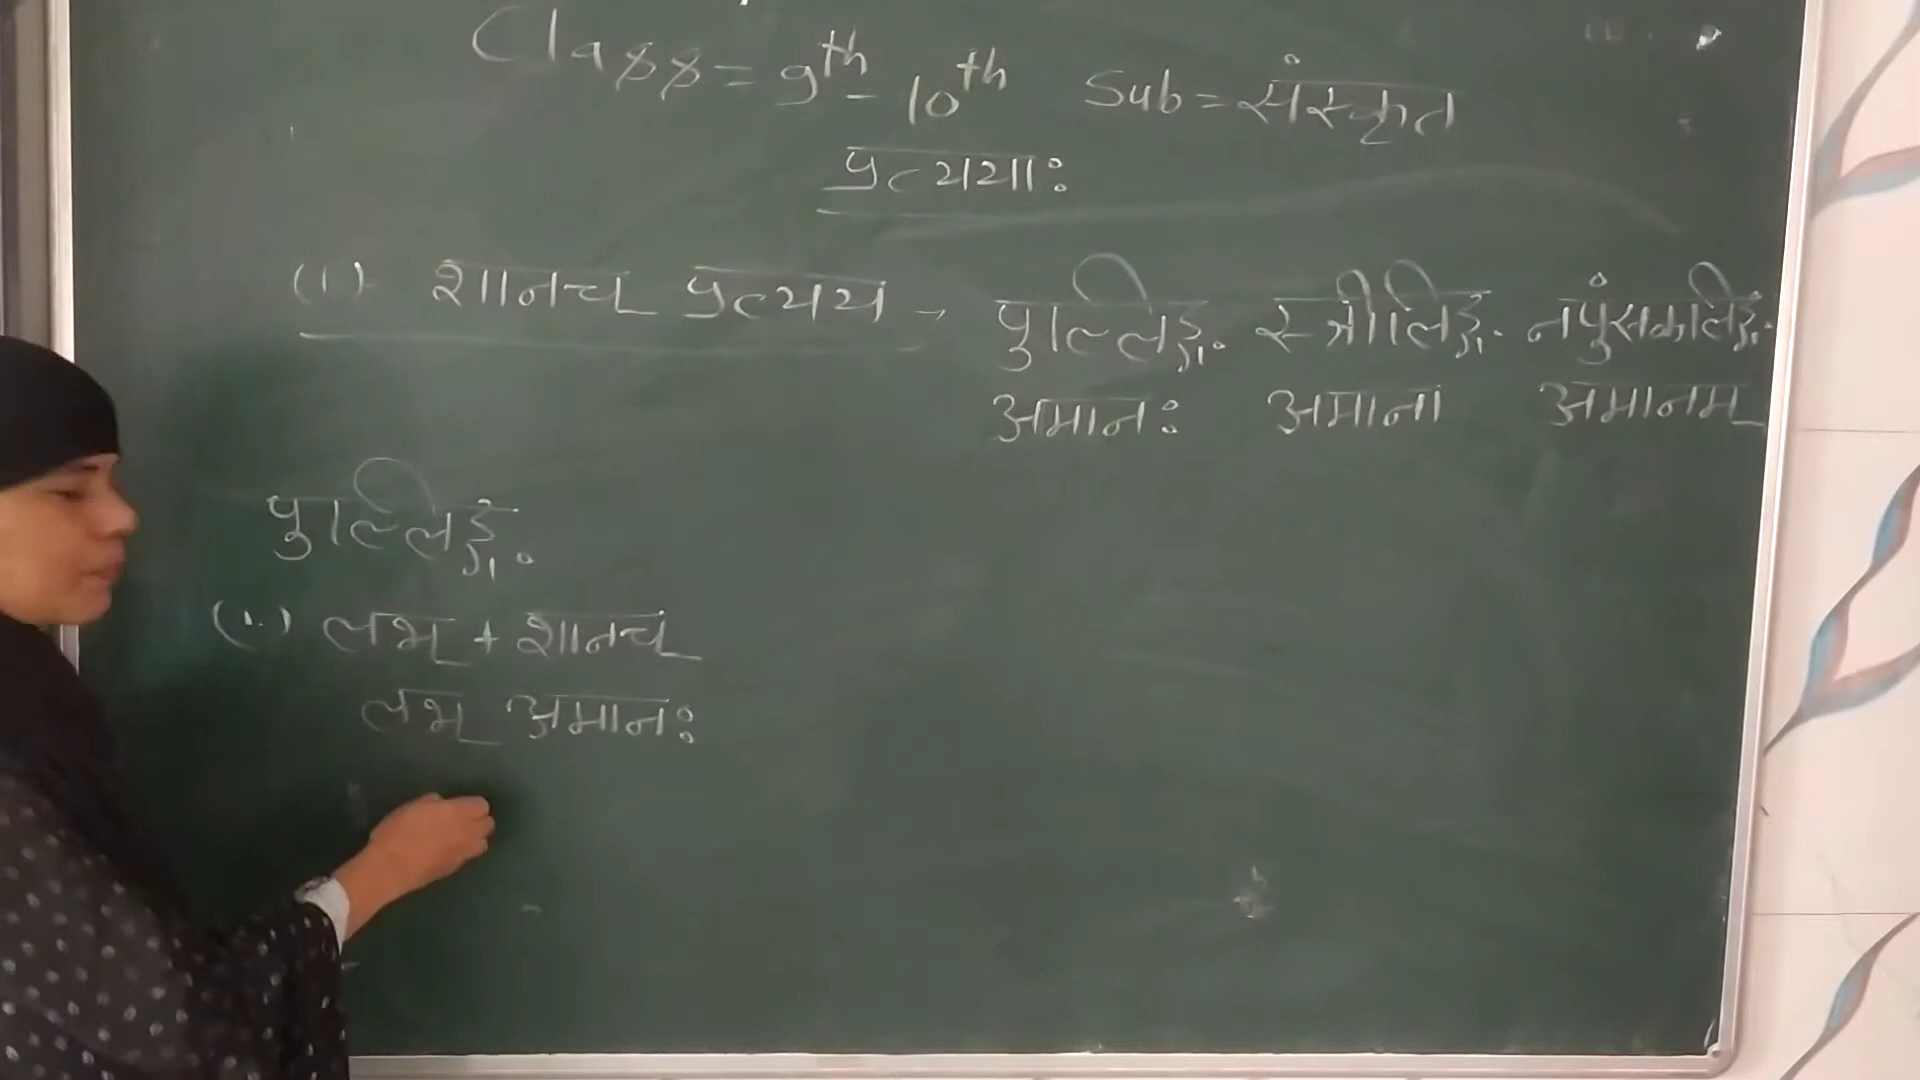 Class = 9th - 10th Sub = संस्कृत
प्रत्ययाः
(1) शानच् प्रत्यय - पुल्लिङ्ग. स्त्रीलिङ्ग. नपुंसकलिङ्ग.
अमानः अमाना अमानम्
पुल्लिङ्ग.
(1.) लभ् + शानच्
लभ् अमानः